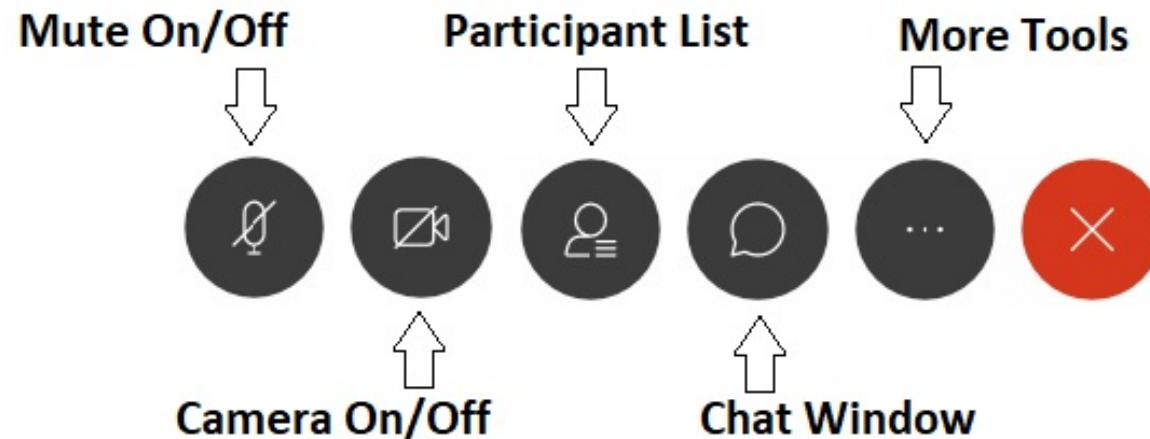 Mute On/Off
Participant List
More Tools
Camera On/Off
Chat Window